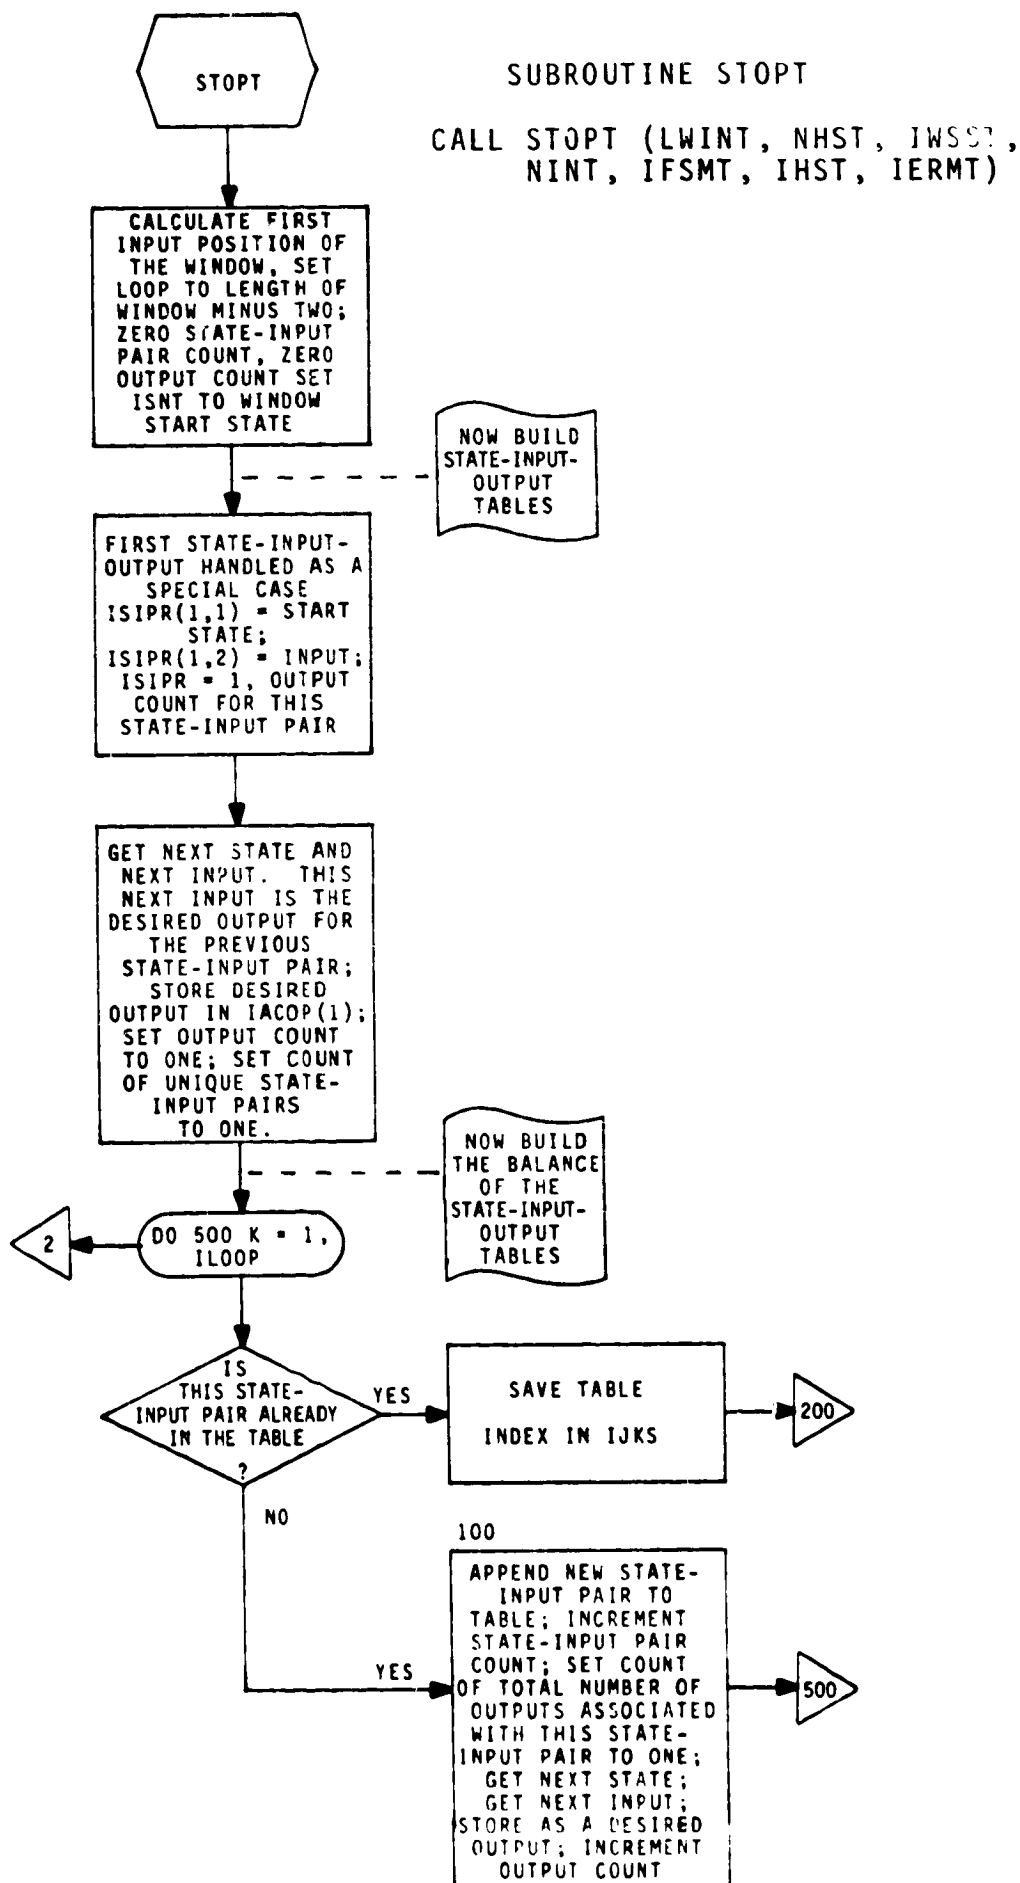 STOPT
SUBROUTINE STOPT
CALL STOPT (LWINT, NHST,
NINT, IFSMT, IHST, IERMT)
CALCULATE FIRST
INPUT POSITION OF
THE WINDOW, SET
LOOP TO LENGTH OF
WINDOW MINUS TWO;
ZERO STATE-INPUT
PAIR COUNT, ZERO
OUTPUT COUNT SET
ISNT TO WINDOW
START STATE
NOW BUILD
STATE-INPUT-
OUTPUT
TABLES
FIRST STATE-INPUT-
OUTPUT HANDLED AS A
SPECIAL CASE
ISIPR(1,1) = START
STATE;
ISIPR(1,2) = INPUT;
ISIPR = 1, OUTPUT
COUNT FOR THIS
STATE-INPUT PAIR
GET NEXT STATE AND
NEXT INPUT. THIS
NEXT INPUT IS THE
DESIRED OUTPUT FOR
THE PREVIOUS
STATE-INPUT PAIR;
STORE DESIRED
OUTPUT IN IACOP(1);
SET OUTPUT COUNT
TO ONE; SET COUNT
OF UNIQUE STATE-
INPUT PAIRS
TO ONE.
NOW BUILD
THE BALANCE
OF THE
STATE-INPUT-
OUTPUT
TABLES
2
DO 500 K = 1,
ILOOP
IS
THIS STATE-
INPUT PAIR ALREADY
IN THE TABLE
?
YES
SAVE TABLE
INDEX IN IJKS
200
NO
100
YES
APPEND NEW STATE-
INPUT PAIR TO
TABLE; INCREMENT
STATE-INPUT PAIR
COUNT; SET COUNT
OF TOTAL NUMBER OF
OUTPUTS ASSOCIATED
WITH THIS STATE-
INPUT PAIR TO ONE;
GET NEXT STATE;
GET NEXT INPUT;
STORE AS A DESIRED
OUTPUT; INCREMENT
OUTPUT COUNT
500